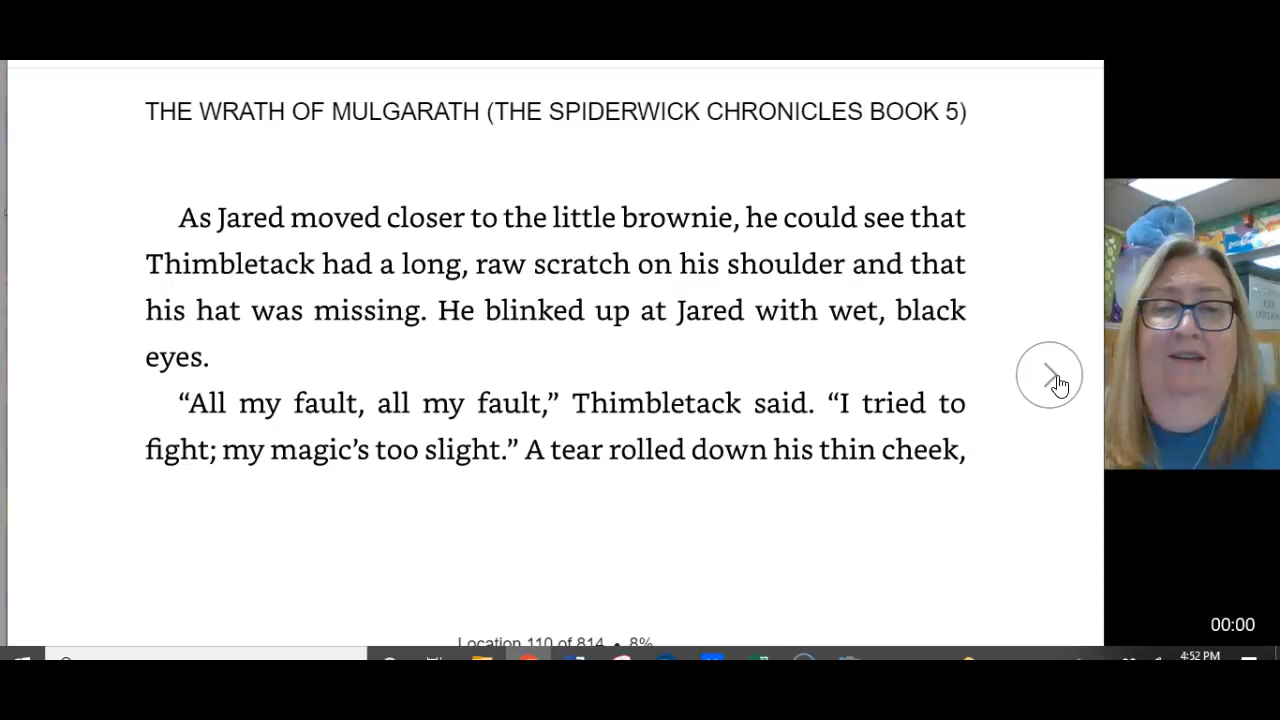 THE WRATH OF MULGARATH (THE SPIDERWICK CHRONICLES BOOK 5)
As Jared moved closer to the little brownie, he could see that
Thimbletack had a long, raw scratch on his shoulder and that
his hat was missing. He blinked up at Jared with wet, black
eyes.
“All my fault, all my fault,” Thimbletack said. “I tried to
fight; my magic’s too slight.” A tear rolled down his thin cheek,
Location 110 of 814 • 8%
00:00
4:52 PM